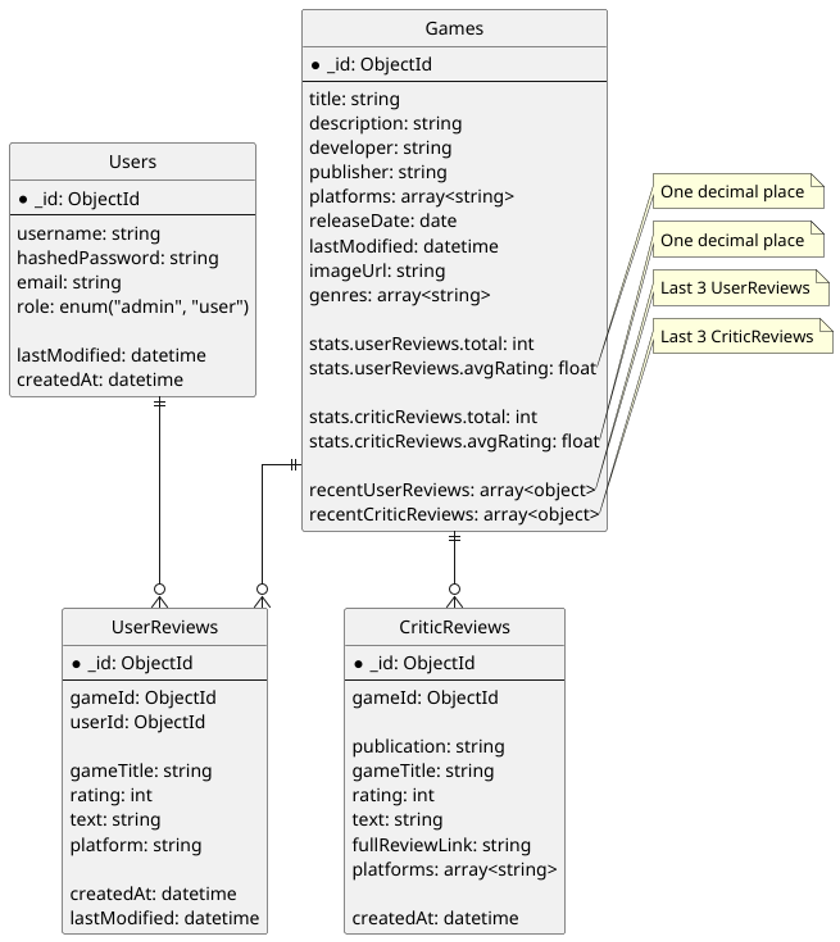 Games
* _id: ObjectId
title: string
description: string
developer: string
publisher: string
platforms: array<string>
releaseDate: date
lastModified: datetime
imageUrl: string
genres: array<string>
stats.userReviews.total: int
stats.userReviews.avgRating: float
stats.criticReviews.total: int
stats.criticReviews.avgRating: float
recentUserReviews: array<object>
recentCriticReviews: array<object>
One decimal place
One decimal place
Last 3 UserReviews
Last 3 CriticReviews
Users
* _id: ObjectId
username: string
hashedPassword: string
email: string
role: enum("admin", "user")
lastModified: datetime
createdAt: datetime
UserReviews
* _id: ObjectId
gameId: ObjectId
userId: ObjectId
gameTitle: string
rating: int
text: string
platform: string
createdAt: datetime
lastModified: datetime
CriticReviews
* _id: ObjectId
gameId: ObjectId
publication: string
gameTitle: string
rating: int
text: string
fullReviewLink: string
platforms: array<string>
createdAt: datetime